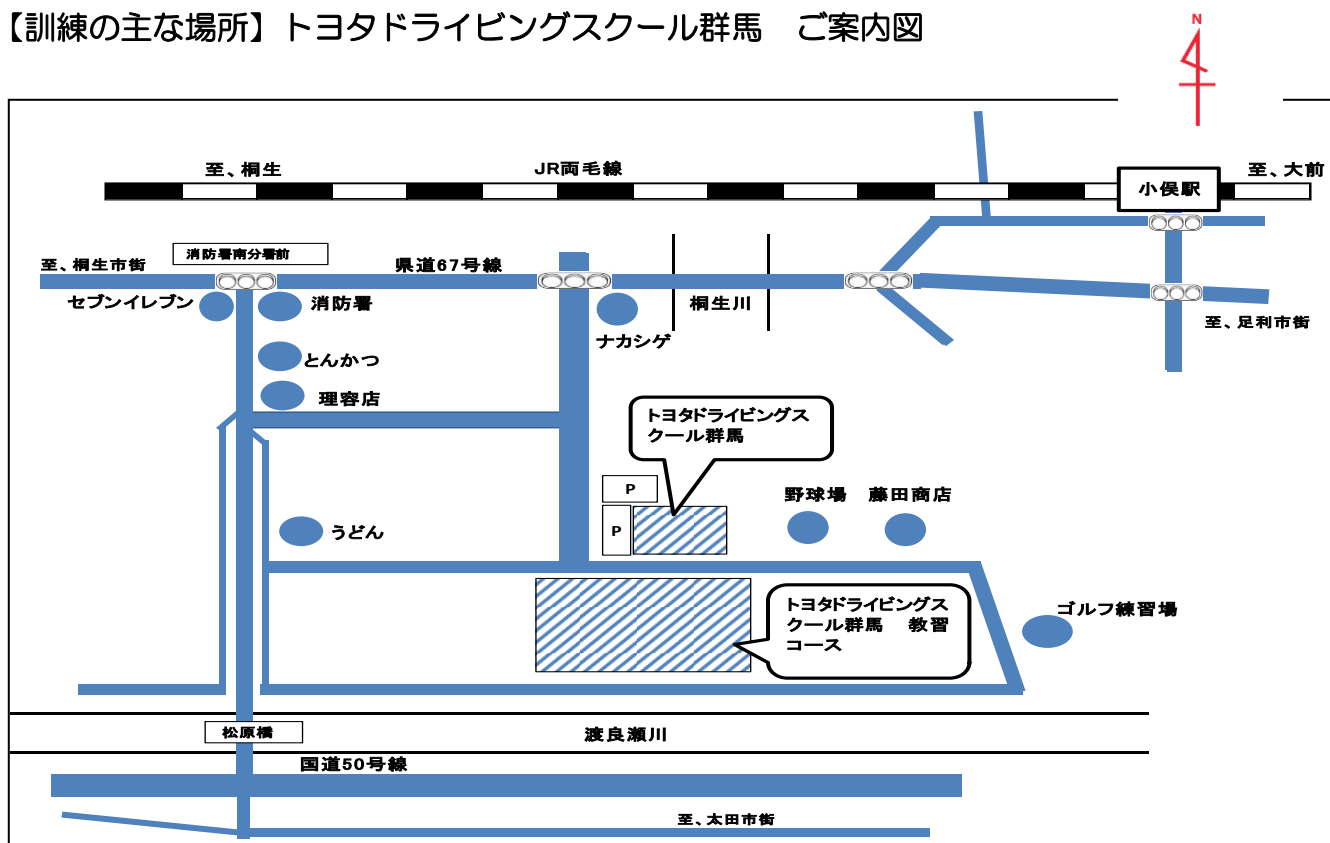 【訓練の主な場所】トヨタドライビングスクール群馬　ご案内図
N
至、桐生
JR両毛線
小俣駅
至、大前
消防署南分署前
至、桐生市街
県道67号線
セブンイレブン
消防署
桐生川
至、足利市街
ナカシゲ
とんかつ
理容店
トヨタドライビングス
クール群馬
P
P
野球場
藤田商店
うどん
トヨタドライビングス
クール群馬　教習
コース
ゴルフ練習場
松原橋
渡良瀬川
国道50号線
至、太田市街